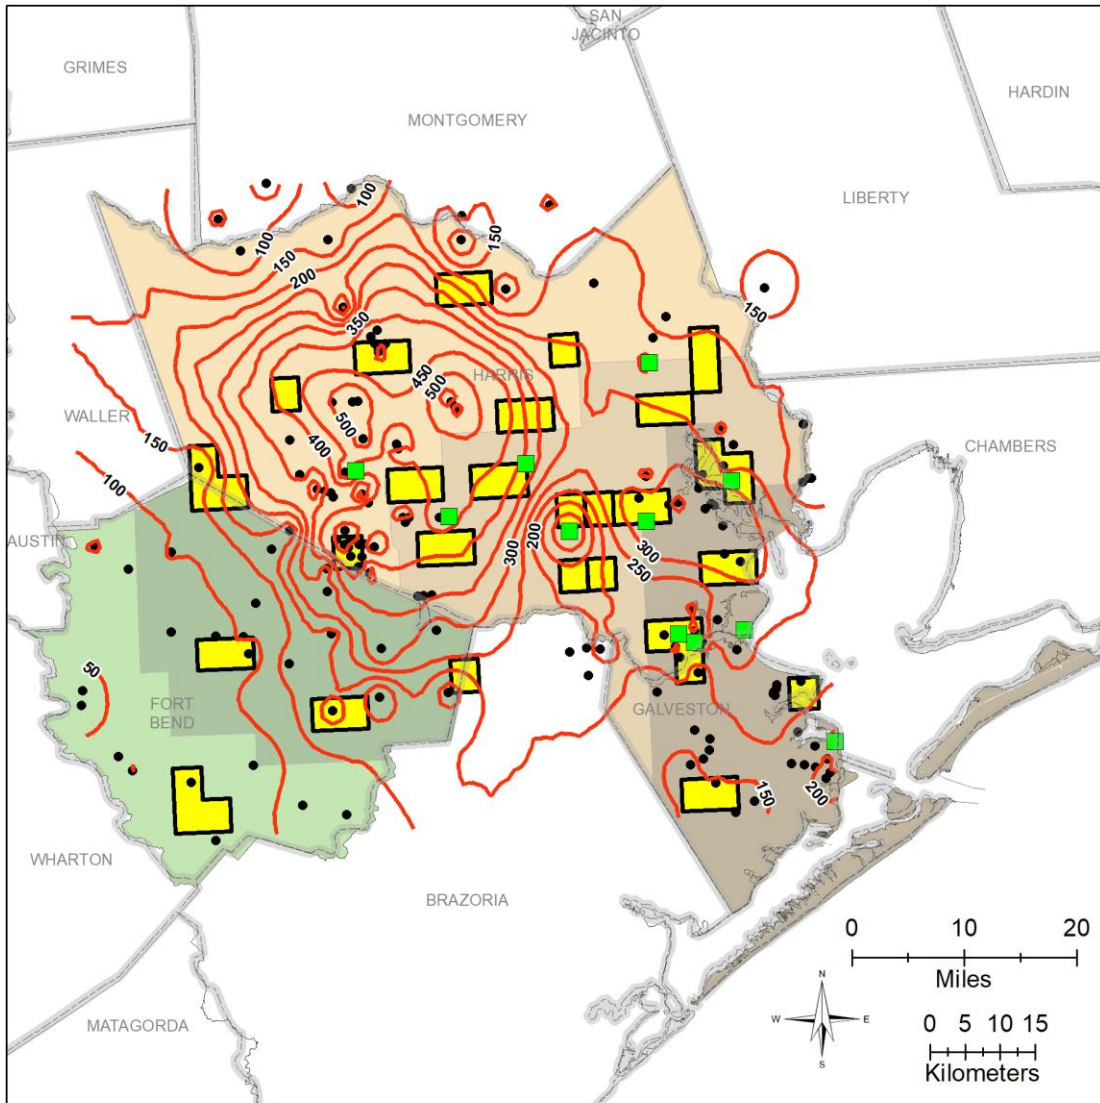 SAN
JACINTO
GRIMES
HARDIN
MONTGOMERY
LIBERTY
100
100
150
150
200
150
350
450
HARRIS
500
WALLER
500
400
CHAMBERS
150
100
300
200
300
250
AUSTIN
50
FORT
BEND
GALVESTON
150
200
WHARTON
BRAZORIA
0 10 20
Miles
N
W E
S
0 5 10 15
Kilometers
MATAGORDA